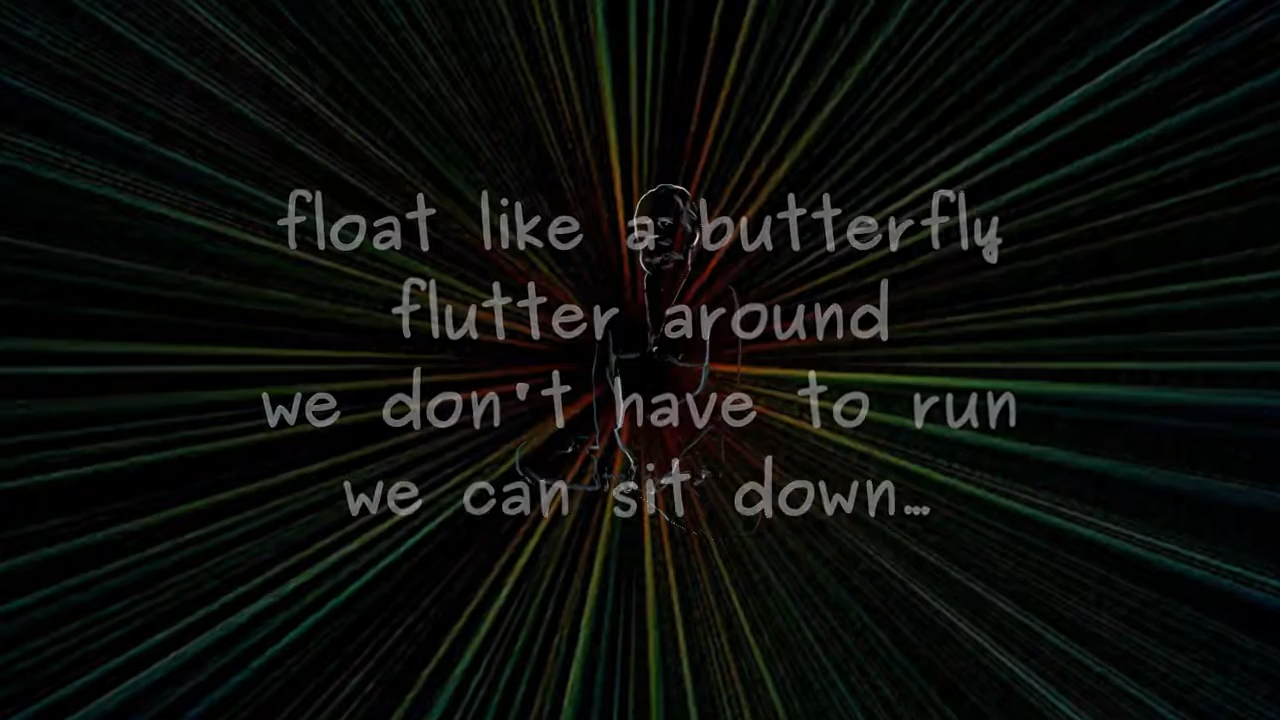 float like a butterfly
flutter around
we don't have to run
we can sit down...